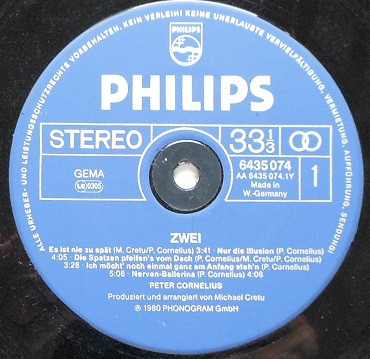 ALLE URHEBER- UND LEISTUNGSSCHUTZRECHTE VORBEHALTEN. KEINE UNERLAUBTE VERVIELFÄLTIGUNG, VERMIETUNG, AUFFÜHRUNG, SENDUNG!
PHILIPS
PHILIPS
STEREO
33 1/3
GEMA
LC 0305
6435 074
AA 6435 074.1Y
Made in
W.-Germany
1
ZWEI
Es ist nie zu spät (M. Cretu/P. Cornelius) 3:41 · Nur die Illusion (P. Cornelius)
4:05 · Die Spatzen pfeifen's vom Dach (P. Cornelius/M. Cretu/P. Cornelius)
3:28 · Ich möcht' noch einmal ganz am Anfang steh'n (P. Cornelius)
5:08 · Nerven-Ballerina (P. Cornelius) 4:06
PETER CORNELIUS
Produziert und arrangiert von Michael Cretu
℗ 1980 PHONOGRAM GmbH